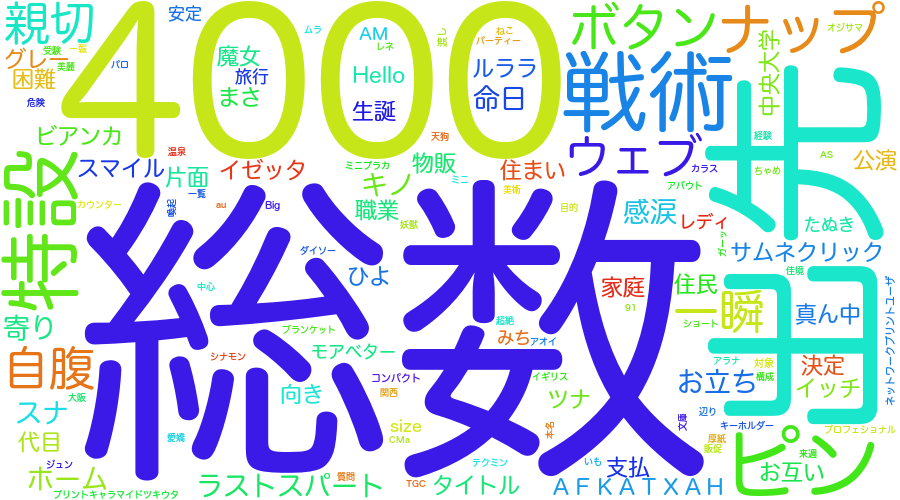 親切
4000
安定
ボタン
ナップ
グレー
受験
一報
美麗
パロ
困難
危険
魔女
旅行
まさ
ムラ
AM
レネ
Hello
生誕
ねこ
パーティー
ルララ
命日
戦術
中央大学
オジサマ
先
ビアンカ
スマイル
温泉
片面
イゼッタ
ミニブラカ
キノ
天狗
物販
ミニ
住まい
美術
ウェブ
カラス
アバウト
経験
ちゃめ
AS
公演
特設
カウンター
喚起
一覧
au
Big
職業
妖獣
目的
感涙
レディ
ガーッ
たぬき
サムネクリック
ダイソー
ひよ
総数
中心
家庭
91
住民
佳境
一瞬
真ん中
ネットワークプリントユーザ
寄り
ブランケット
超絶
みち
アオイ
ショート
自腹
シナモン
モアベター
アラナ
対象
構成
決定
イッチ
大阪
スナ
向き
コンパクト
関西
イギリス
ツナ
お立ち
代目
愛嬌
size
CMs
本名
文庫
辺り
キーホルダー
プロフェショナル
厚紙
販促
ピン
来週
お互い
ホーム
ジュン
プリントキャラマイドツキウタ
ラストスパート
質問
TGC
タイトル
テクミン
いも
支払
AFKATXAH